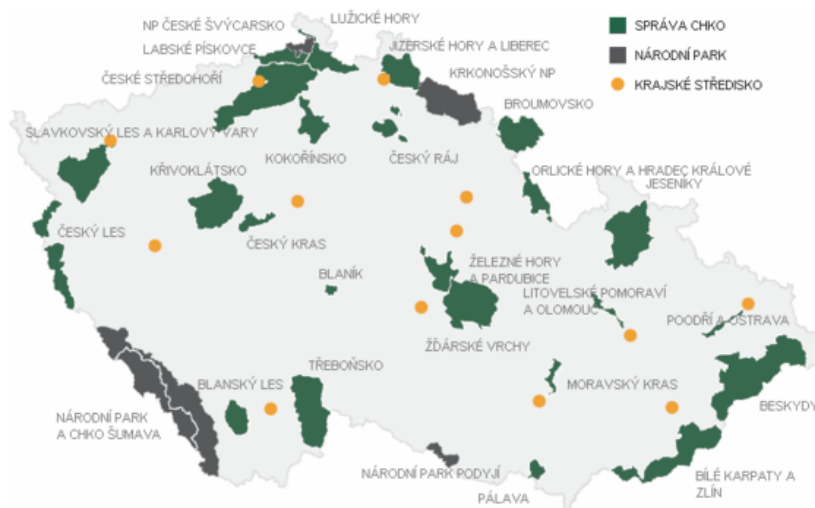 NP ČESKÉ ŠVÝCARSKO
LUŽICKÉ HORY
LABSKÉ PÍSKOVCE
JIZERSKÉ HORY A LIBEREC
ČESKÉ STŘEDOHOŘÍ
KRKONOŠSKÝ NP
SPRÁVA CHKO
NÁRODNÍ PARK
KRAJSKÉ STŘEDISKO
BROUMOVSKO
SLAVKOVSKÝ LES A KARLOVÝ VARY
KOKOŘÍNSKO
ČESKÝ RÁJ
KŘIVOKLÁTSKO
ORLICKÉ HORY A HRADEC KRÁLOVÉ
JESENÍKY
ČESKÝ LES
ČESKÝ KRAS
BLANÍK
ŽELEZNÉ HORY
A PARDUBICE
LITOVELSKÉ POMORAVÍ
A OLOMOUC
POODŘÍ A OSTRAVA
ŽĎÁRSKÉ VRCHY
TŘEBOŇSKO
BLANSKÝ LES
MORAVSKÝ KRAS
BESKYDY
NÁRODNÍ PARK
A CHKO ŠUMAVA
NÁRODNÍ PARK PODYJÍ
PÁLAVA
BÍLÉ KARPATY A
ZLÍN